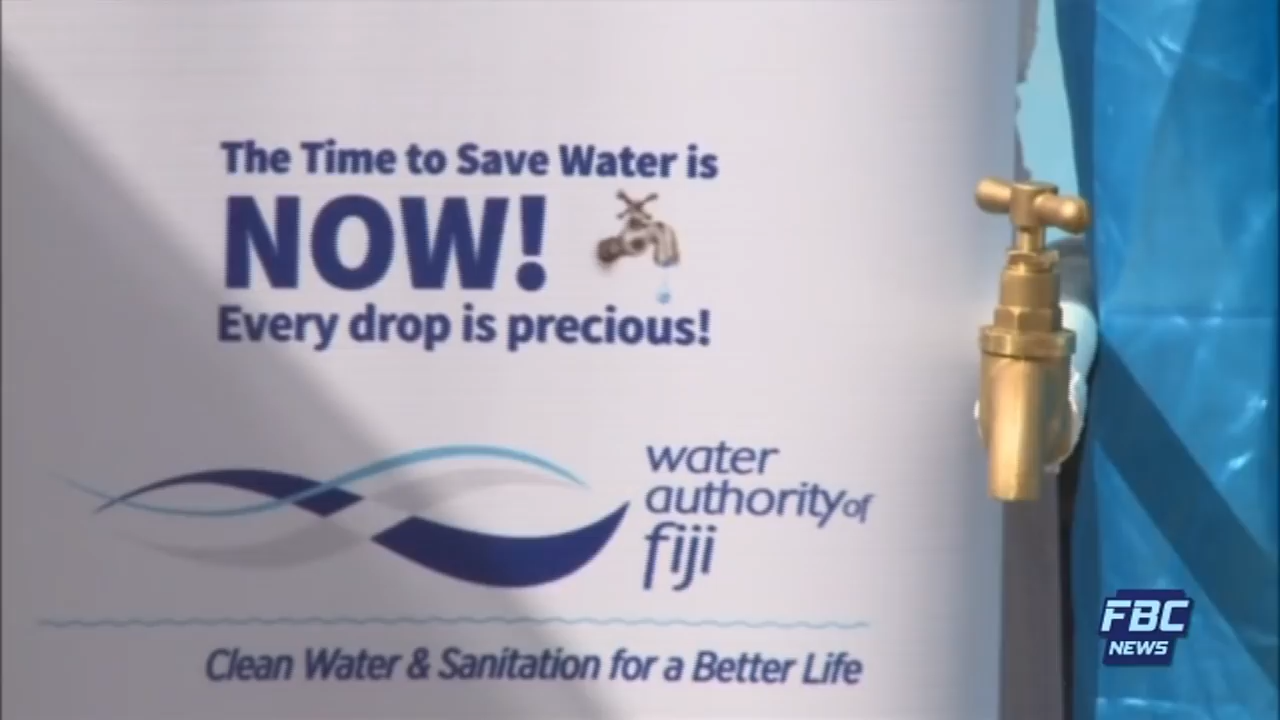 The Time to Save Water is
NOW!
Every drop is precious!
water
authority of
fiji
Clean Water & Sanitation for a Better Life
FBC
NEWS